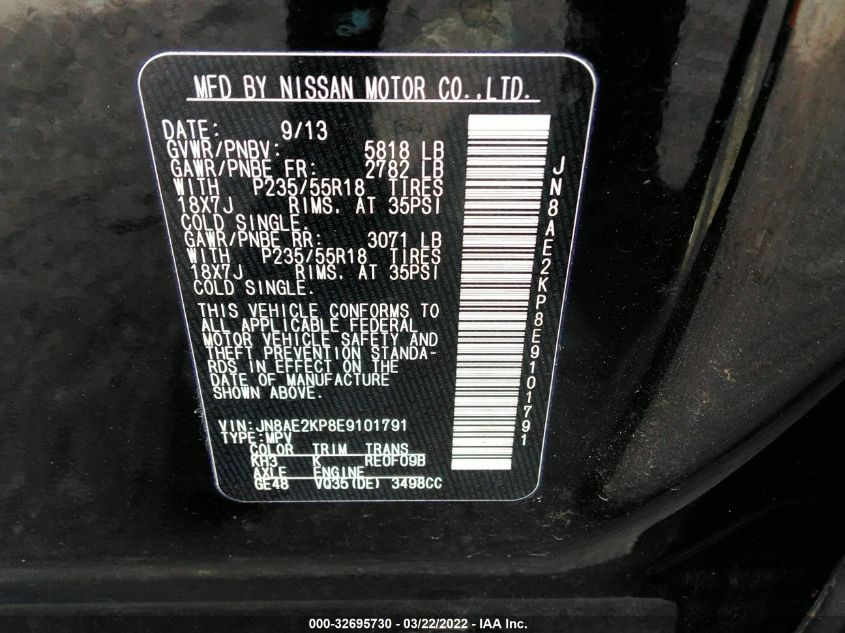 MFD BY NISSAN MOTOR CO.,LTD.
DATE: 9/13
GVWR/PNBV: 5818 LB
GAWR/PNBE FR: 2782 LB
WITH P235/55R18 TIRES
18X7J RIMS. AT 35PSI
COLD SINGLE.
GAWR/PNBE RR: 3071 LB
WITH P235/55R18 TIRES
18X7J RIMS. AT 35PSI
COLD SINGLE.
THIS VEHICLE CONFORMS TO
ALL APPLICABLE FEDERAL
MOTOR VEHICLE SAFETY AND
THEFT PREVENTION STANDA-
RDS IN EFFECT ON THE
DATE OF MANUFACTURE
SHOWN ABOVE.
VIN:JN8AE2KP8E9101791
TYPE:MPV
COLOR TRIM TRANS
KH3 K RE0F09B
AXLE ENGINE
GE48 VQ35(DE) 3498CC
JN8AE2KP8E9101791
000-32695730 - 03/22/2022 - IAA Inc.